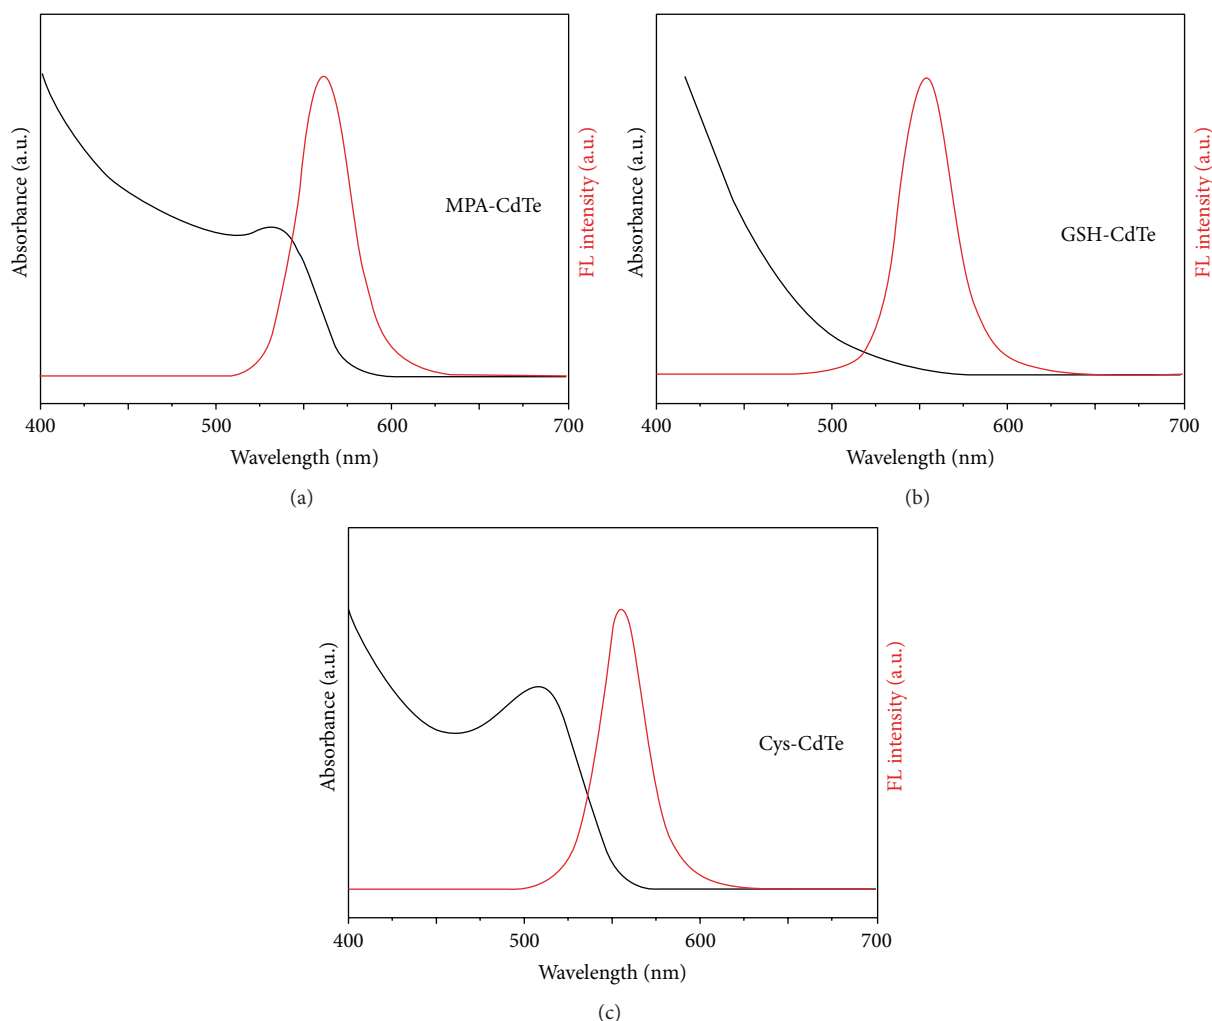 Absorbance (a.u.)
FL intensity (a.u.)
MPA-CdTe
400
500
600
700
Wavelength (nm)
(a)
Absorbance (a.u.)
FL intensity (a.u.)
GSH-CdTe
400
500
600
700
Wavelength (nm)
(b)
Absorbance (a.u.)
FL intensity (a.u.)
Cys-CdTe
400
500
600
700
Wavelength (nm)
(c)